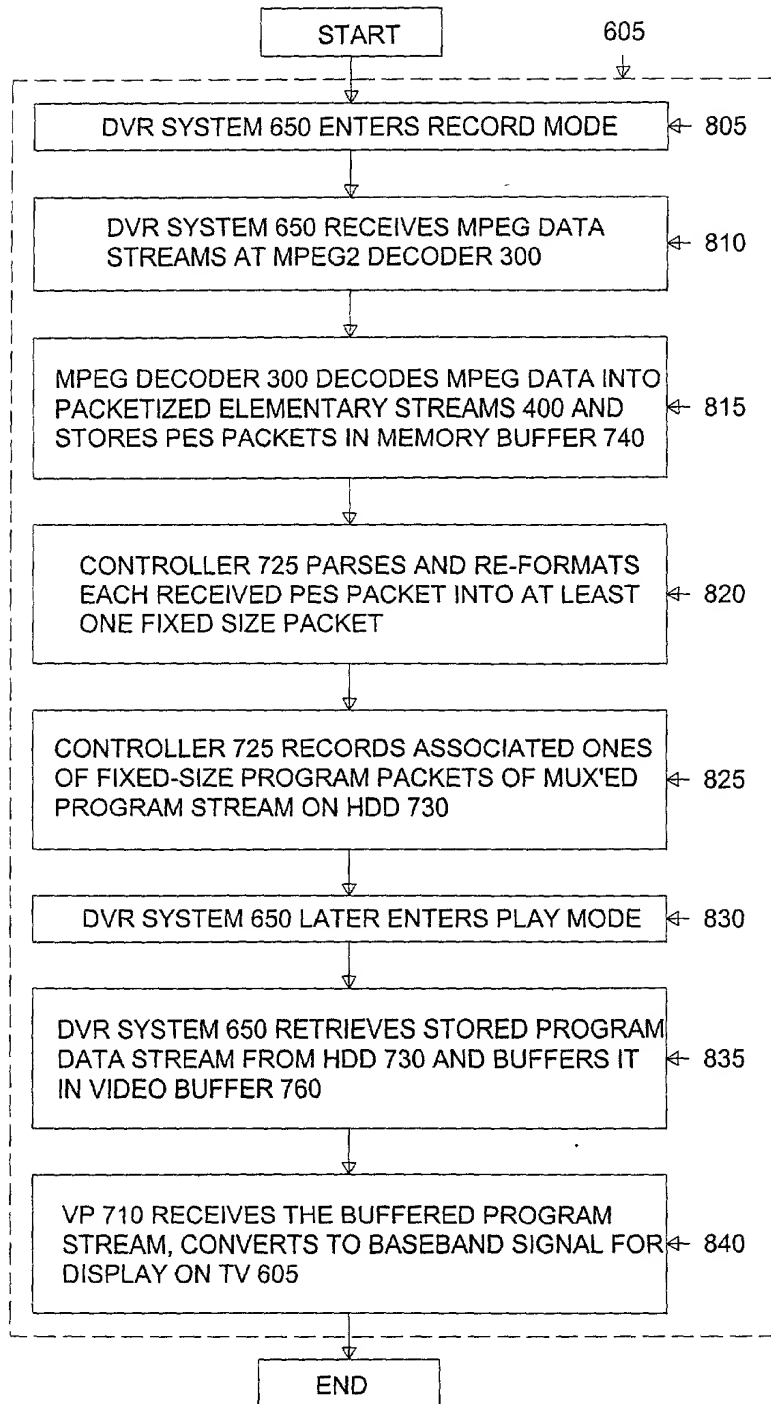 START
605
DVR SYSTEM 650 ENTERS RECORD MODE
805
DVR SYSTEM 650 RECEIVES MPEG DATA
STREAMS AT MPEG2 DECODER 300
810
MPEG DECODER 300 DECODES MPEG DATA INTO
PACKETIZED ELEMENTARY STREAMS 400 AND
STORES PES PACKETS IN MEMORY BUFFER 740
815
CONTROLLER 725 PARSES AND RE-FORMATS
EACH RECEIVED PES PACKET INTO AT LEAST
ONE FIXED SIZE PACKET
820
CONTROLLER 725 RECORDS ASSOCIATED ONES
OF FIXED-SIZE PROGRAM PACKETS OF MUX'ED
PROGRAM STREAM ON HDD 730
825
DVR SYSTEM 650 LATER ENTERS PLAY MODE
830
DVR SYSTEM 650 RETRIEVES STORED PROGRAM
DATA STREAM FROM HDD 730 AND BUFFERS IT
IN VIDEO BUFFER 760
835
VP 710 RECEIVES THE BUFFERED PROGRAM
STREAM, CONVERTS TO BASEBAND SIGNAL FOR
DISPLAY ON TV 605
840
END